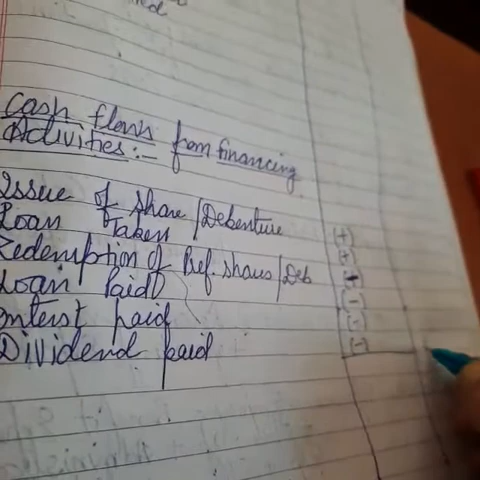 Cash flows from financing
Activities:-
Issue of share/Debenture (+)
Loan Taken (+)
Redemption of Pref. shares/Deb
Loan paid (-)
Interst paid (-)
Dividend paid (-)